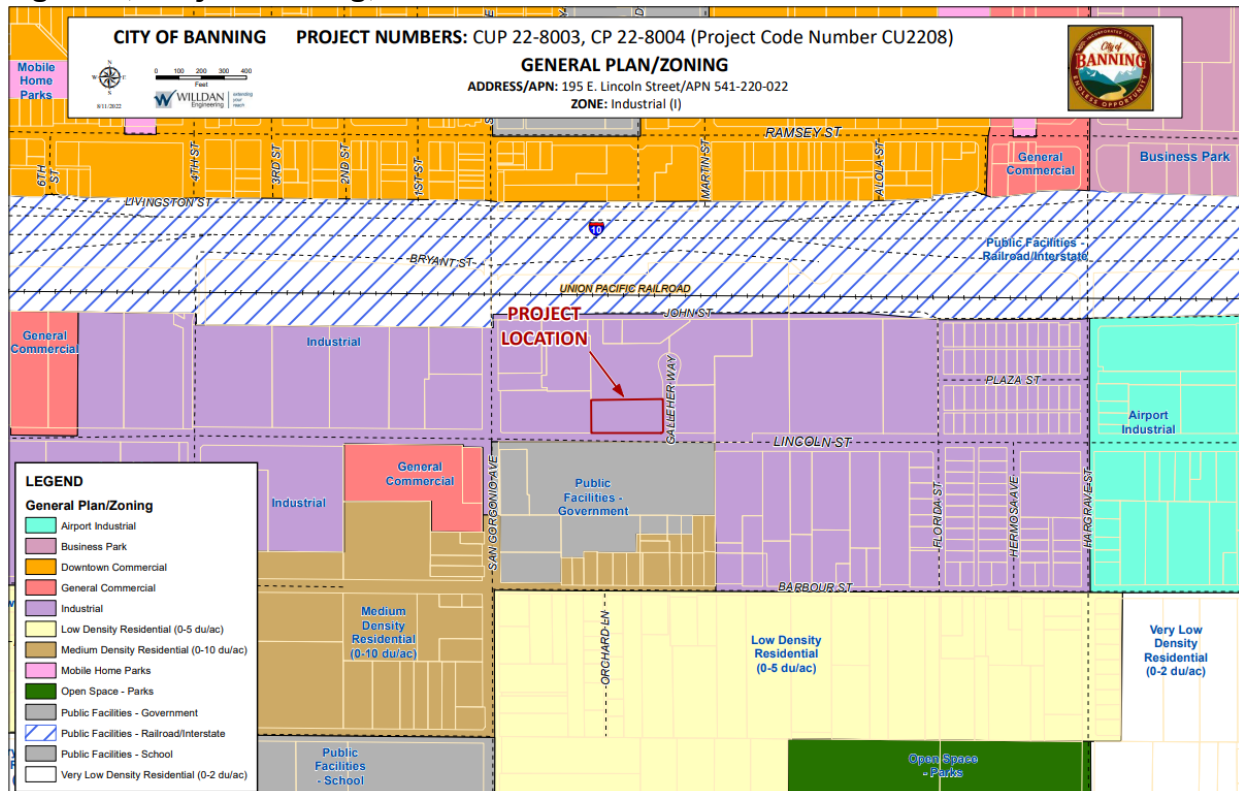 CITY OF BANNING PROJECT NUMBERS: CUP 22-8003, CP 22-8004 (Project Code Number CU2208)
GENERAL PLAN/ZONING
ADDRESS/APN: 195 E. Lincoln Street/APN 541-220-022
ZONE: Industrial (I)
0 100 200 300 400
Feet
8/11/2022
WILLDAN
Engineering
extending
your
reach
City of
BANNING
ENDLESS OPPORTUNITY
Mobile
Home
Parks
RAMSEY ST
6TH
ST
4TH ST
3RD ST
2ND ST
1ST ST
MARTIN ST
ALOLA ST
General
Commercial
Business Park
LIVINGSTON ST
10
BRYANT ST
Public Facilities
Railroad/Interstate
UNION PACIFIC RAILROAD
JOHN ST
PROJECT
LOCATION
General
Commercial
Industrial
Industrial
GALLEHER WAY
PLAZA ST
Airport
Industrial
LINCOLN ST
General
Commercial
Industrial
SAN GORGONIO AVE
Public
Facilities -
Government
FLORIDA ST
HERMOSA AVE
HARGRAVE ST
BARBOUR ST
Medium
Density
Residential
(0-10 du/ac)
ORCHARD LN
Low Density
Residential
(0-5 du/ac)
Very Low
Density
Residential
(0-2 du/ac)
Public
Facilities
- School
Open Space
- Parks
LEGEND
General Plan/Zoning
Airport Industrial
Business Park
Downtown Commercial
General Commercial
Industrial
Low Density Residential (0-5 du/ac)
Medium Density Residential (0-10 du/ac)
Mobile Home Parks
Open Space - Parks
Public Facilities - Government
Public Facilities - Railroad/Interstate
Public Facilities - School
Very Low Density Residential (0-2 du/ac)